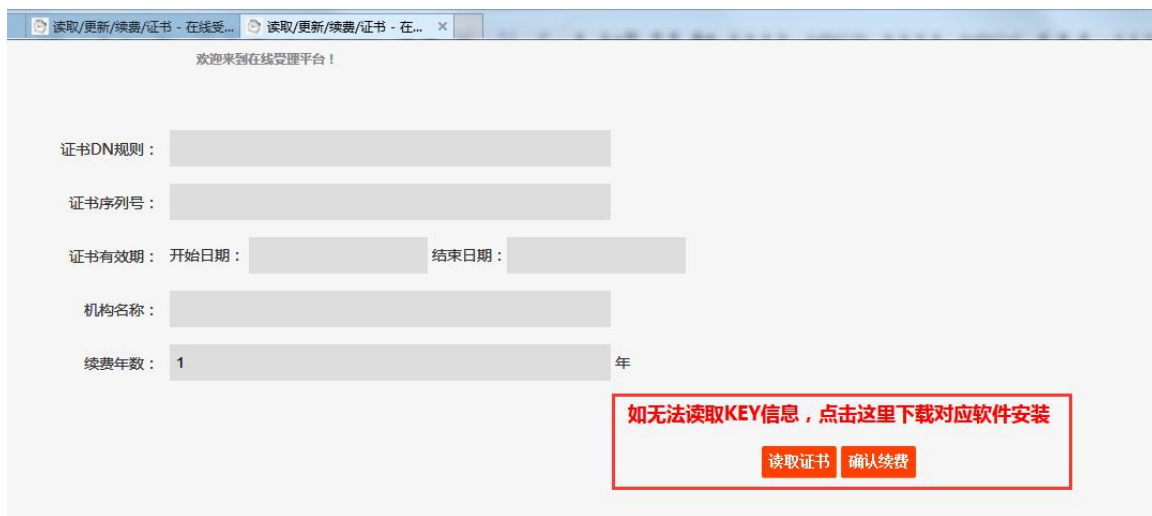 读取/更新/续费/证书 - 在线受... 读取/更新/续费/证书 - 在... ×
欢迎来到在线受理平台！
证书DN规则：
证书序列号：
证书有效期： 开始日期： 结束日期：
机构名称：
续费年数： 1 年
如无法读取KEY信息，点击这里下载对应软件安装
读取证书 确认续费